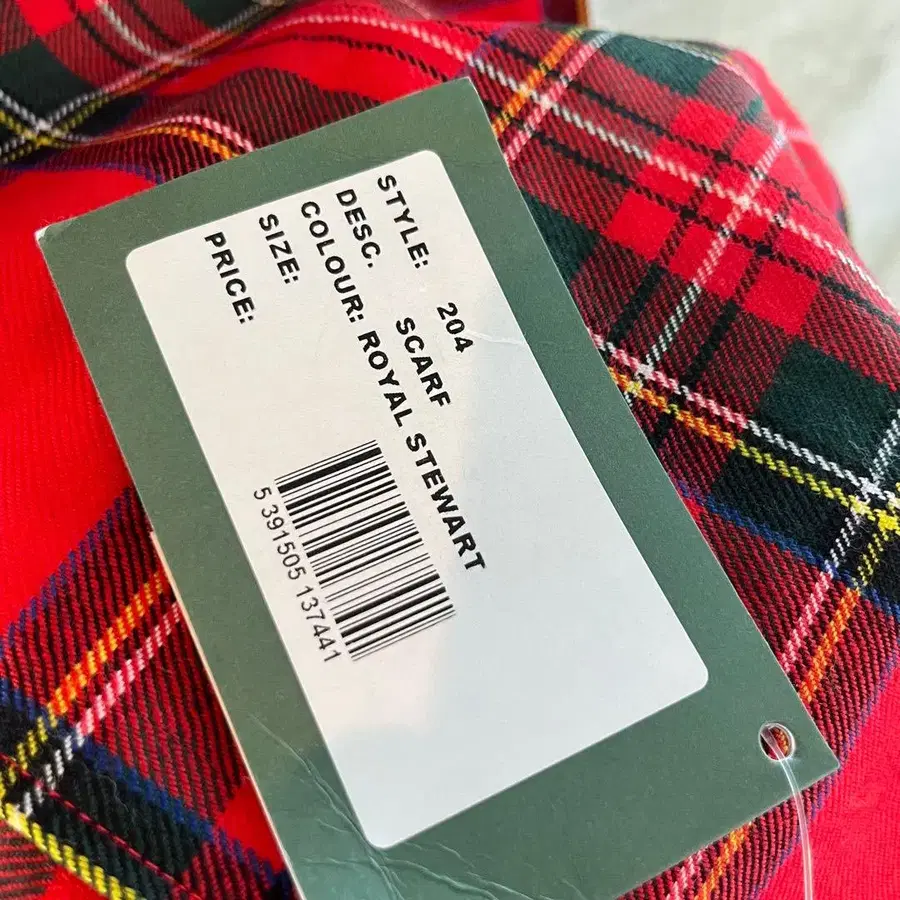 STYLE: 204
DESC. SCARF
COLOUR: ROYAL STEWART
SIZE:
PRICE:
5 391505 137441